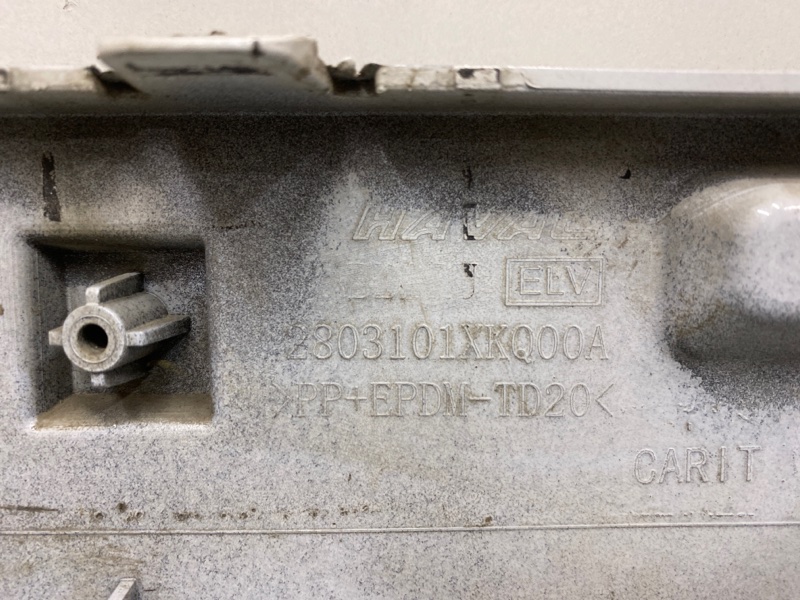 HAVAL
ELV
2803101XKQ00A
>PP+EPDM-TD20<
CARIT